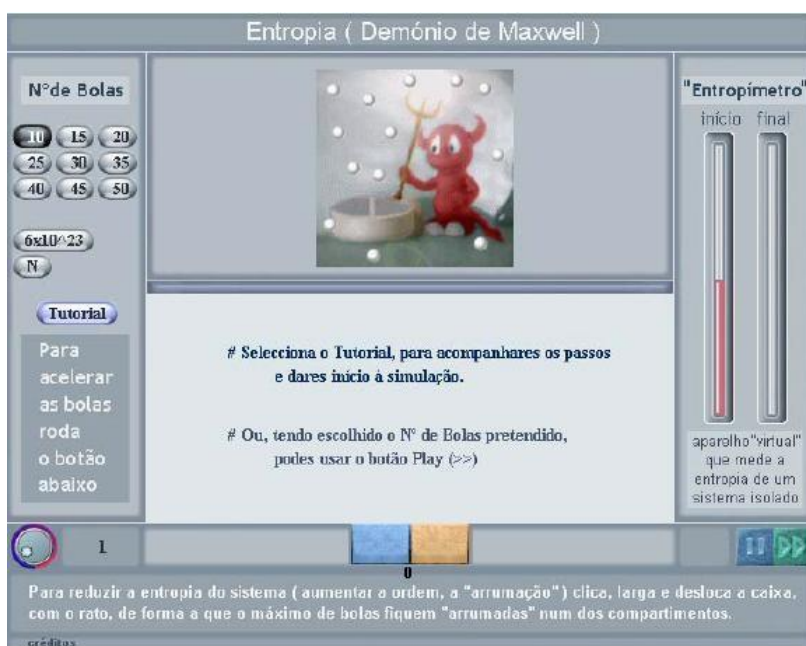 Entropia ( Demónio de Maxwell )
Nºde Bolas
10 15 20
25 30 35
40 45 50
6x10^23
N
Tutorial
Para
acelerar
as bolas
roda
o botão
abaixo
# Selecciona o Tutorial, para acompanhares os passos
e dares início à simulação.
# Ou, tendo escolhido o Nº de Bolas pretendido,
podes usar o botão Play (>>)
"Entropímetro"
início final
aparelho"virtual"
que mede a
entropia de um
sistema isolado
1
0
Para reduzir a entropia do sistema ( aumentar a ordem, a "arrumação" ) clica, larga e desloca a caixa,
com o rato, de forma a que o máximo de bolas fiquem "arrumadas" num dos compartimentos.
créditos